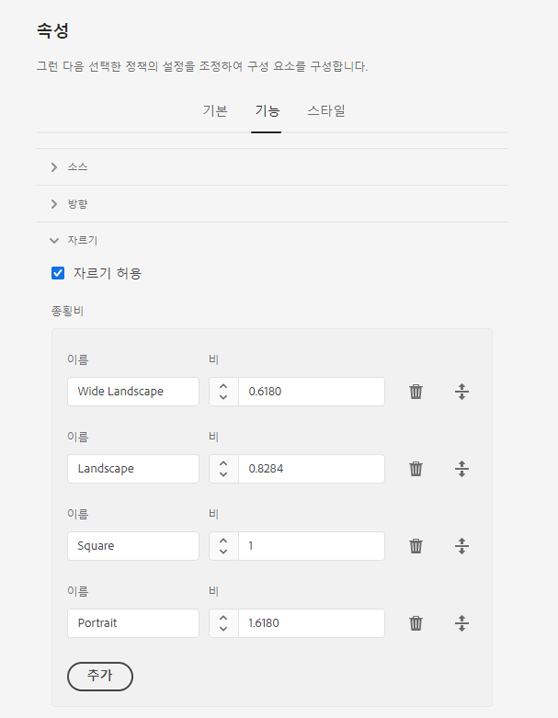 속성
그런 다음 선택한 정책의 설정을 조정하여 구성 요소를 구성합니다.
기본 기능 스타일
소스
방향
자르기
자르기 허용
종횡비
이름 비
Wide Landscape 0.6180
이름 비
Landscape 0.8284
이름 비
Square 1
이름 비
Portrait 1.6180
추가